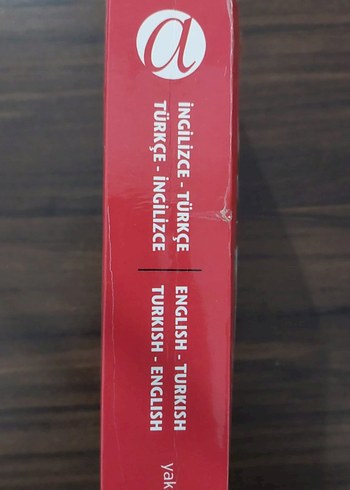 a
İNGİLİZCE - TÜRKÇE
TÜRKÇE - İNGİLİZCE
ENGLISH - TURKISH
TURKISH - ENGLISH
yak